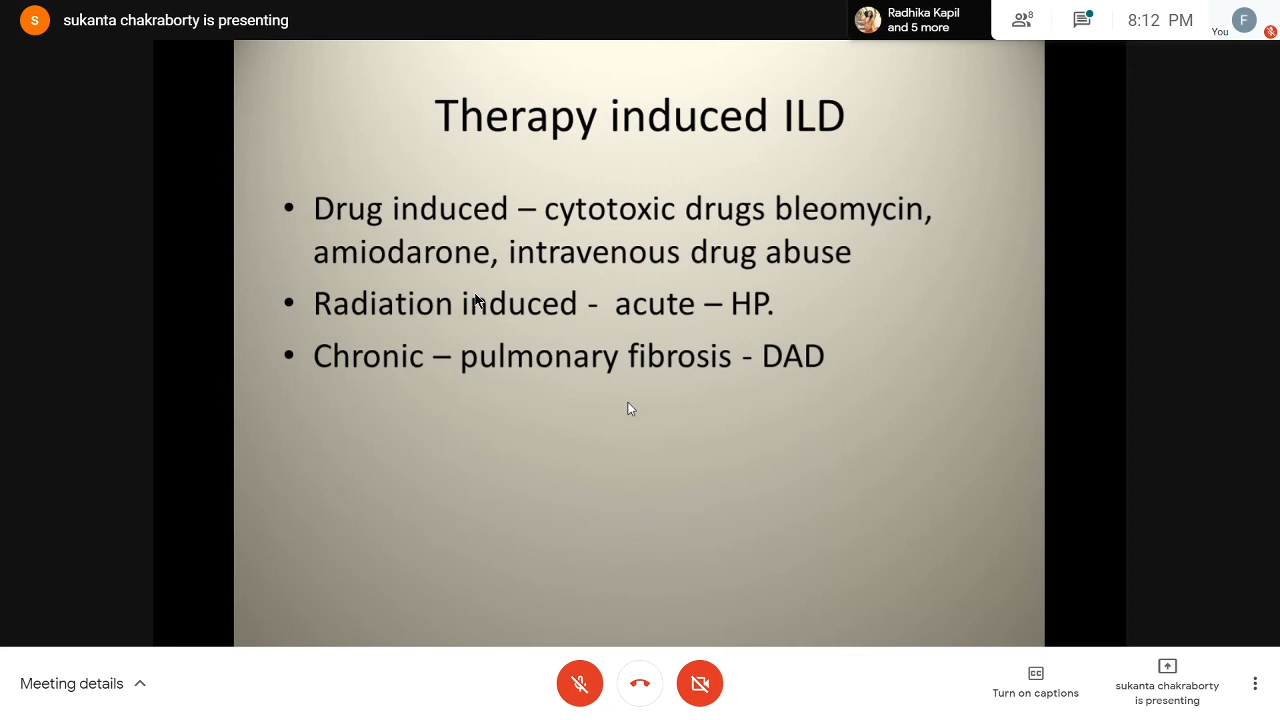 S sukanta chakraborty is presenting
Radhika Kapil
and 5 more
8
8:12 PM
You
F
Therapy induced ILD
• Drug induced – cytotoxic drugs bleomycin,
amiodarone, intravenous drug abuse
• Radiation induced - acute – HP.
• Chronic – pulmonary fibrosis - DAD
Meeting details
CC
Turn on captions
sukanta chakraborty
is presenting